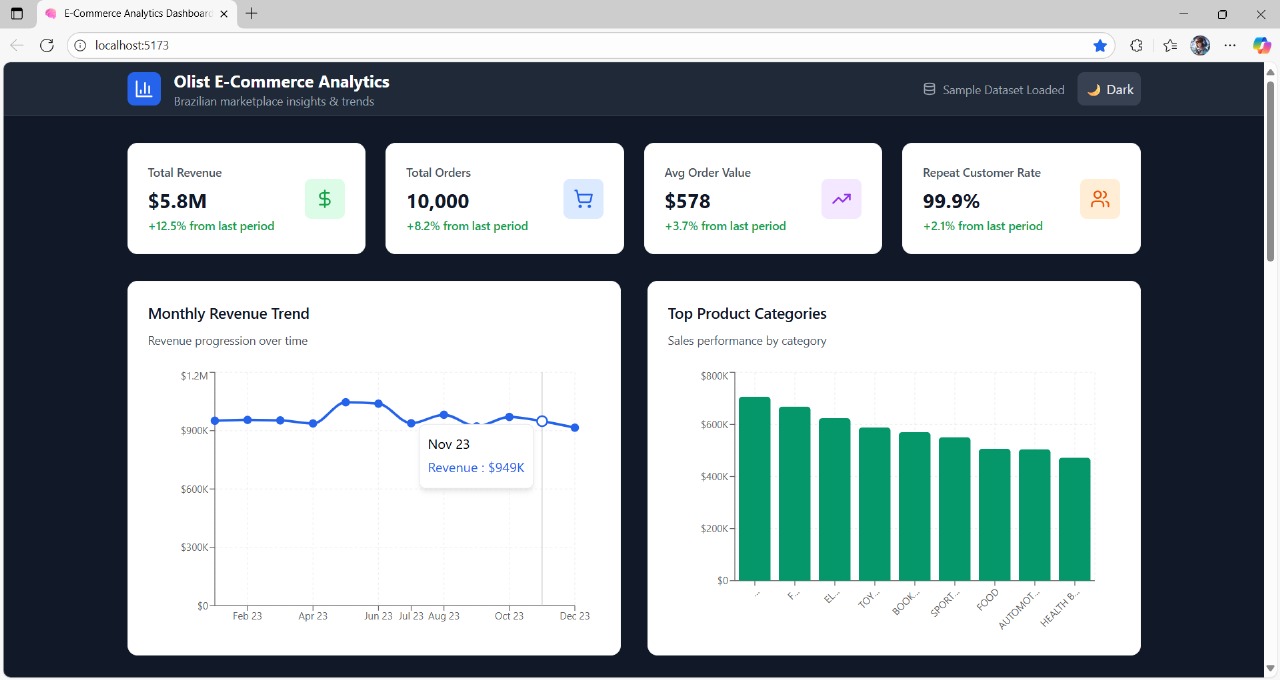 E-Commerce Analytics Dashboard
localhost:5173
Olist E-Commerce Analytics
Brazilian marketplace insights & trends
Sample Dataset Loaded
Dark
Total Revenue
$5.8M
+12.5% from last period
Total Orders
10,000
+8.2% from last period
Avg Order Value
$578
+3.7% from last period
Repeat Customer Rate
99.9%
+2.1% from last period
Monthly Revenue Trend
Revenue progression over time
$1.2M
$900K
$600K
$300K
$0
Nov 23
Revenue : $949K
Feb 23 Apr 23 Jun 23 Jul 23 Aug 23 Oct 23 Dec 23
Top Product Categories
Sales performance by category
$800K
$600K
$400K
$200K
$0
...
F...
EL...
TOY...
BOOK...
SPORT...
FOOD
AUTOMOT...
HEALTH B...